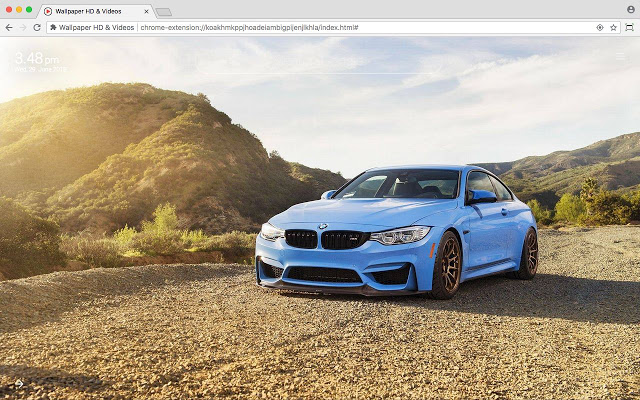 Wallpaper HD & Videos
Wallpaper HD & Videos chrome-extension://koakhmkppjhoadeiambigpijenjlkhla/index.html#
3.48 pm